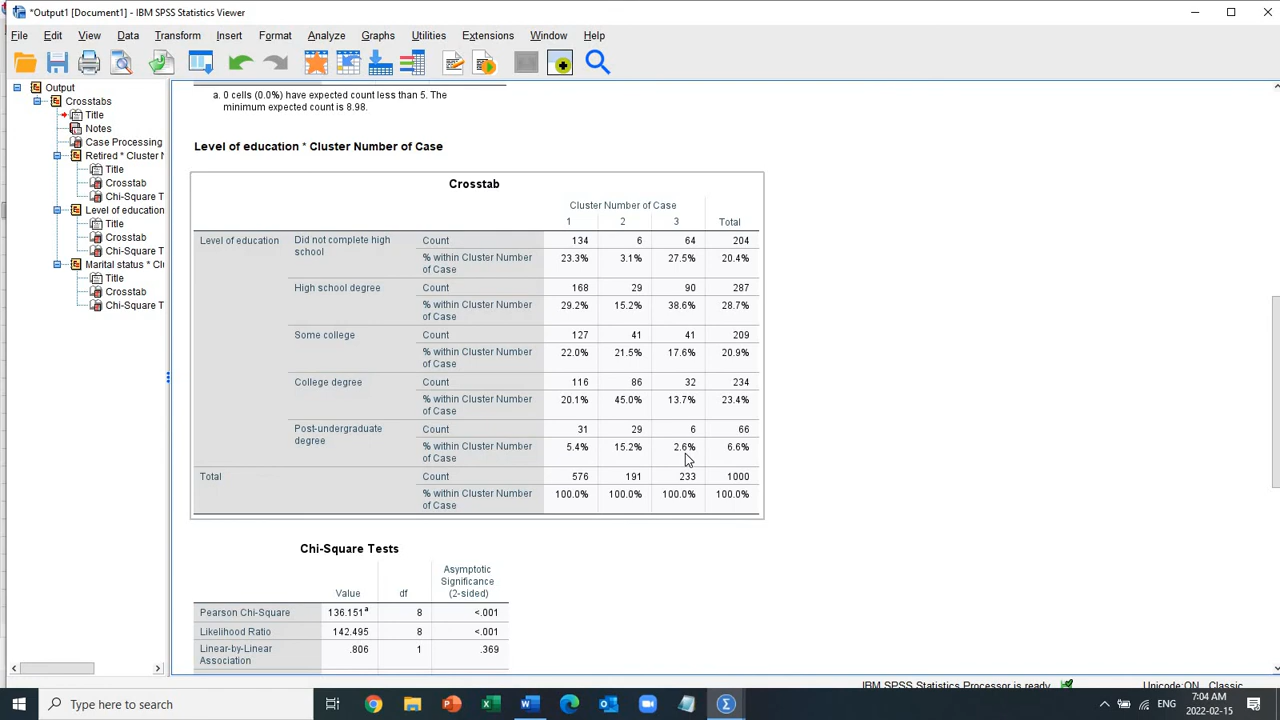 *Output1 [Document1] - IBM SPSS Statistics Viewer
File Edit View Data Transform Insert Format Analyze Graphs Utilities Extensions Window Help
Output
Crosstabs
Title
Notes
Case Processing
Retired * Cluster N
Title
Crosstab
Chi-Square T
Level of education
Title
Crosstab
Chi-Square T
Marital status * Cl
Title
Crosstab
Chi-Square T
a. 0 cells (0.0%) have expected count less than 5. The
minimum expected count is 8.98.
Level of education * Cluster Number of Case
Crosstab
Cluster Number of Case
1 2 3 Total
Level of education Did not complete high school Count 134 6 64 204
% within Cluster Number of Case 23.3% 3.1% 27.5% 20.4%
High school degree Count 168 29 90 287
% within Cluster Number of Case 29.2% 15.2% 38.6% 28.7%
Some college Count 127 41 41 209
% within Cluster Number of Case 22.0% 21.5% 17.6% 20.9%
College degree Count 116 86 32 234
% within Cluster Number of Case 20.1% 45.0% 13.7% 23.4%
Post-undergraduate degree Count 31 29 6 66
% within Cluster Number of Case 5.4% 15.2% 2.6% 6.6%
Total Count 576 191 233 1000
% within Cluster Number of Case 100.0% 100.0% 100.0% 100.0%
Chi-Square Tests
Value df Asymptotic Significance (2-sided)
Pearson Chi-Square 136.151a 8 <.001
Likelihood Ratio 142.495 8 <.001
Linear-by-Linear Association .806 1 .369
IBM SPSS Statistics Processor is ready Unicode:ON Classic
Type here to search
ENG
7:04 AM
2022-02-15